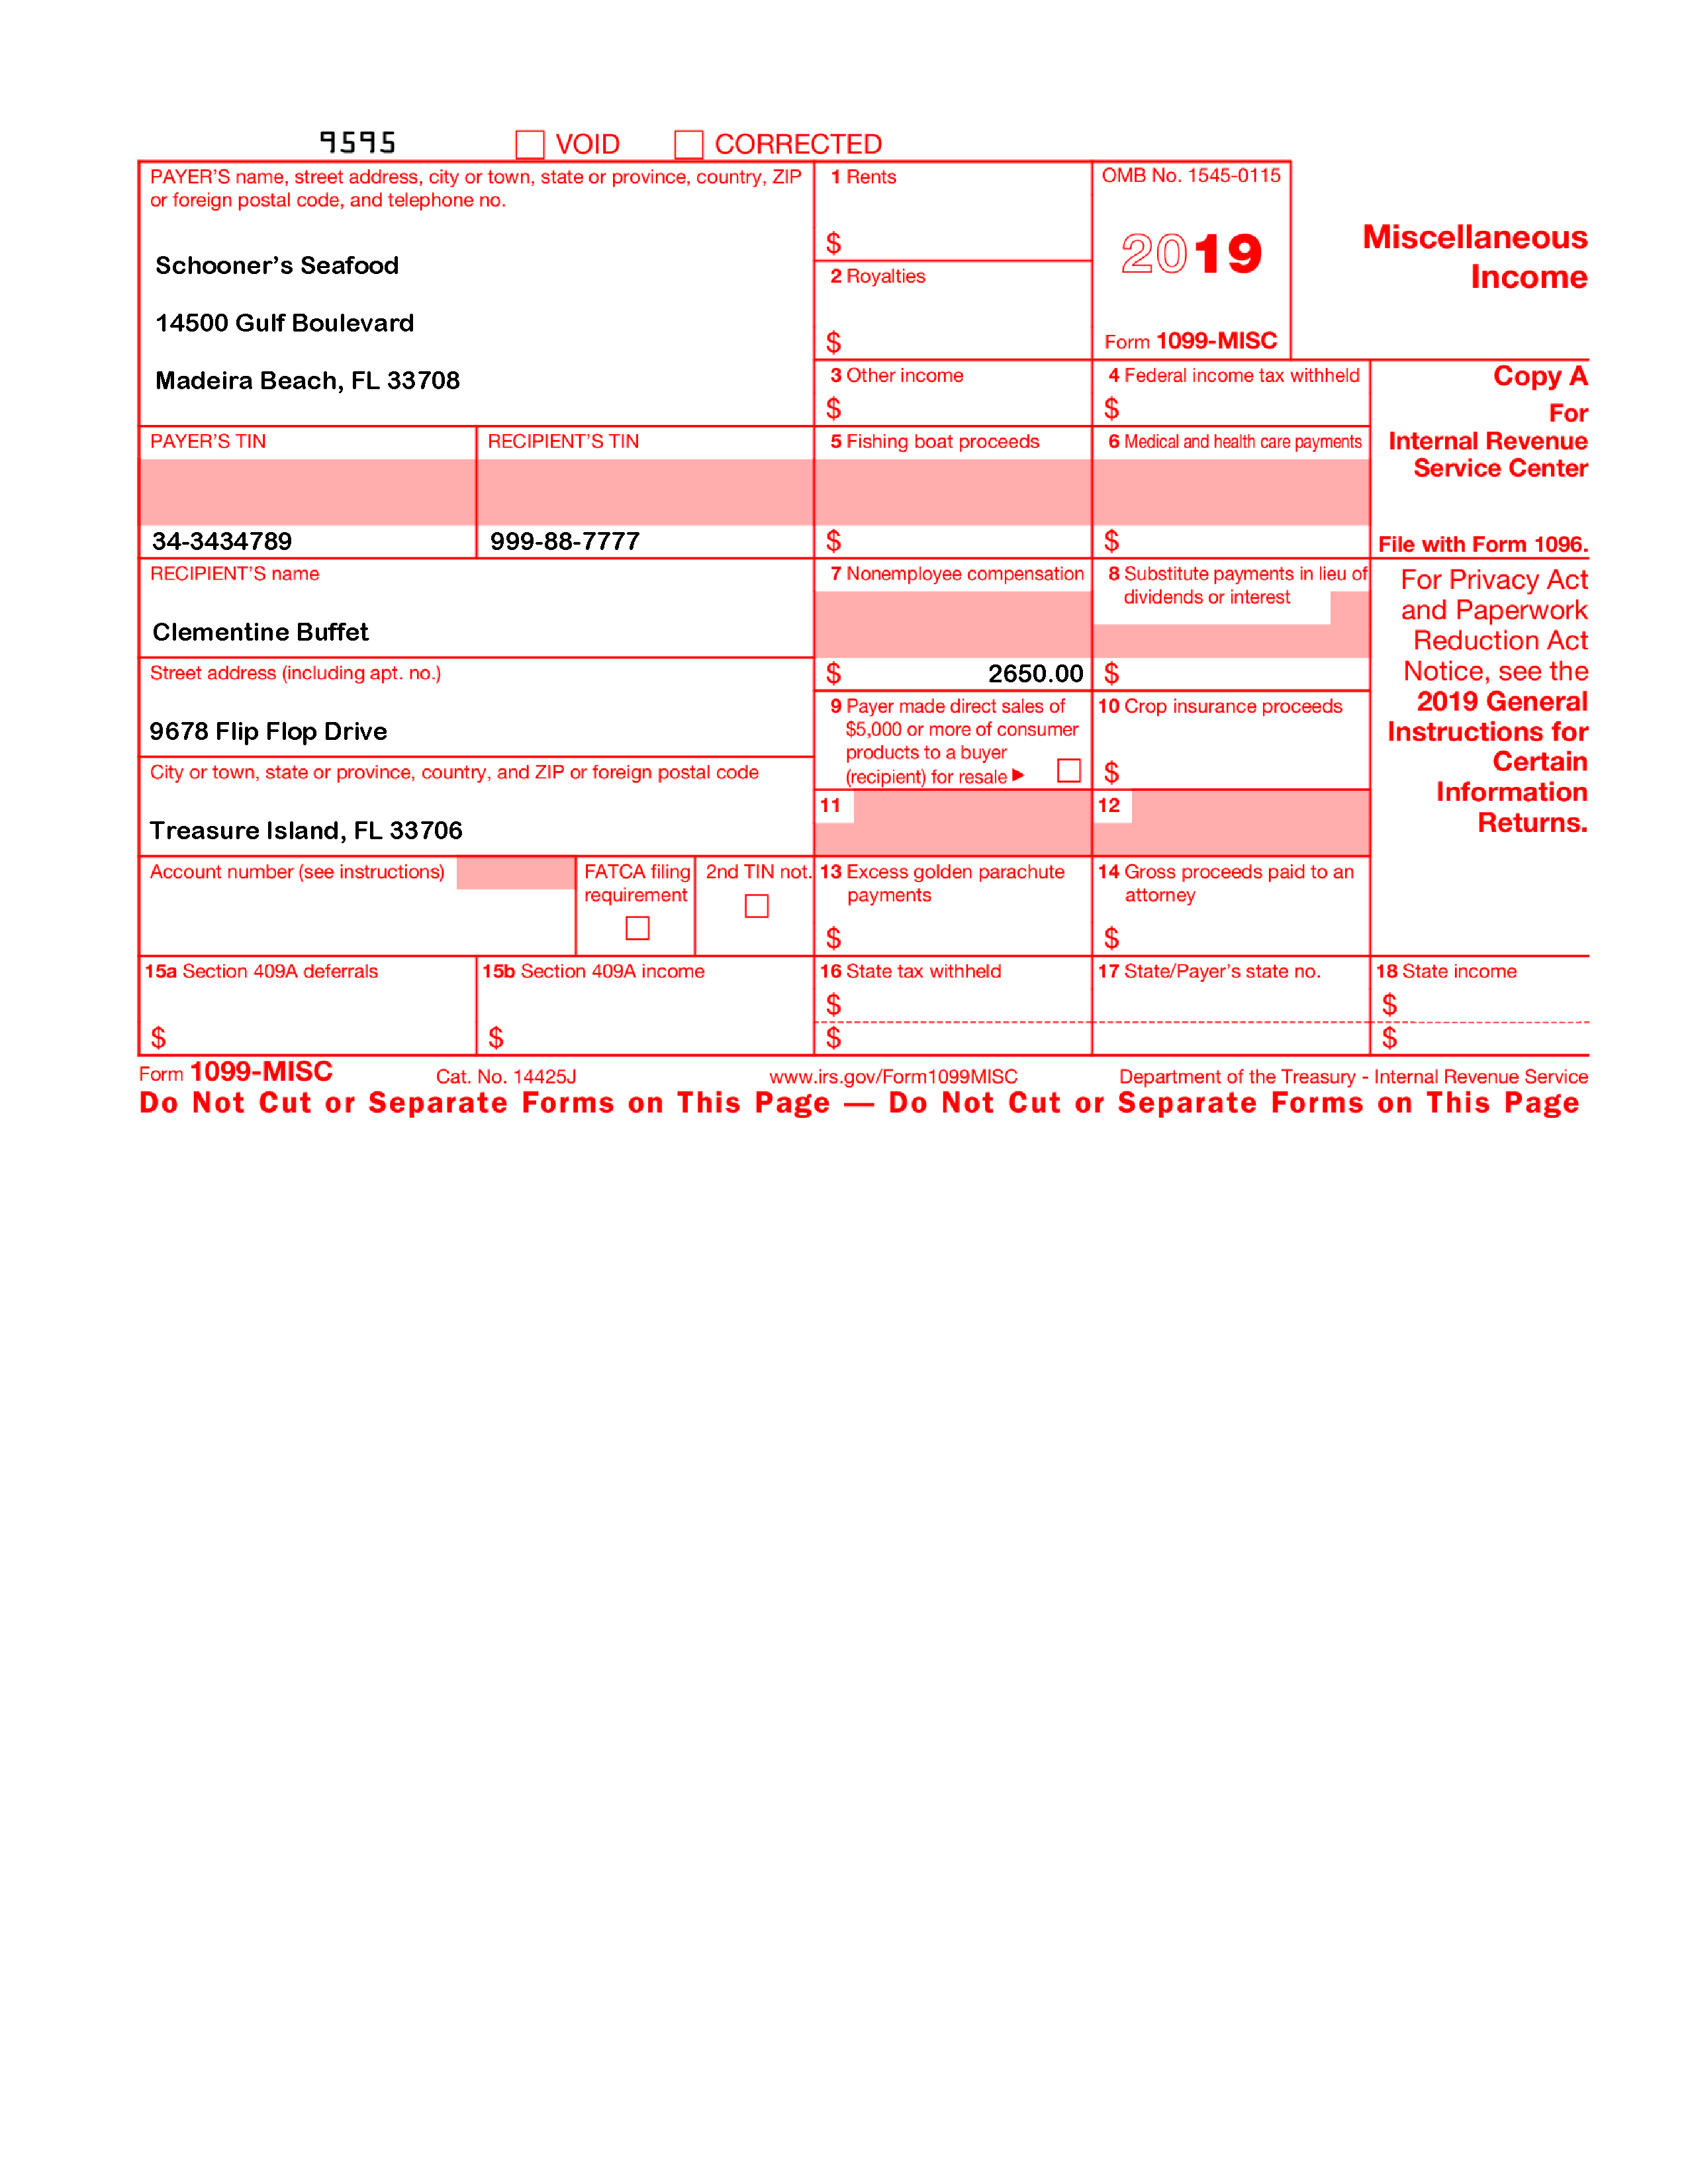 9595 VOID CORRECTED
PAYER'S name, street address, city or town, state or province, country, ZIP
or foreign postal code, and telephone no.
Schooner's Seafood
14500 Gulf Boulevard
Madeira Beach, FL 33708
1 Rents
$
2 Royalties
$
OMB No. 1545-0115
2019
Form 1099-MISC
Miscellaneous
Income
3 Other income
$
4 Federal income tax withheld
$
Copy A
For
Internal Revenue
Service Center
File with Form 1096.
PAYER'S TIN
34-3434789
RECIPIENT'S TIN
999-88-7777
5 Fishing boat proceeds
$
6 Medical and health care payments
$
RECIPIENT'S name
Clementine Buffet
7 Nonemployee compensation
$ 2650.00
8 Substitute payments in lieu of
dividends or interest
$
For Privacy Act
and Paperwork
Reduction Act
Notice, see the
2019 General
Instructions for
Certain
Information
Returns.
Street address (including apt. no.)
9678 Flip Flop Drive
9 Payer made direct sales of
$5,000 or more of consumer
products to a buyer
(recipient) for resale ▶
10 Crop insurance proceeds
$
City or town, state or province, country, and ZIP or foreign postal code
Treasure Island, FL 33706
11
12
Account number (see instructions)
FATCA filing
requirement
2nd TIN not.
13 Excess golden parachute
payments
$
14 Gross proceeds paid to an
attorney
$
15a Section 409A deferrals
$
15b Section 409A income
$
16 State tax withheld
$
$
17 State/Payer's state no.
18 State income
$
$
Form 1099-MISC Cat. No. 14425J www.irs.gov/Form1099MISC Department of the Treasury - Internal Revenue Service
Do Not Cut or Separate Forms on This Page — Do Not Cut or Separate Forms on This Page